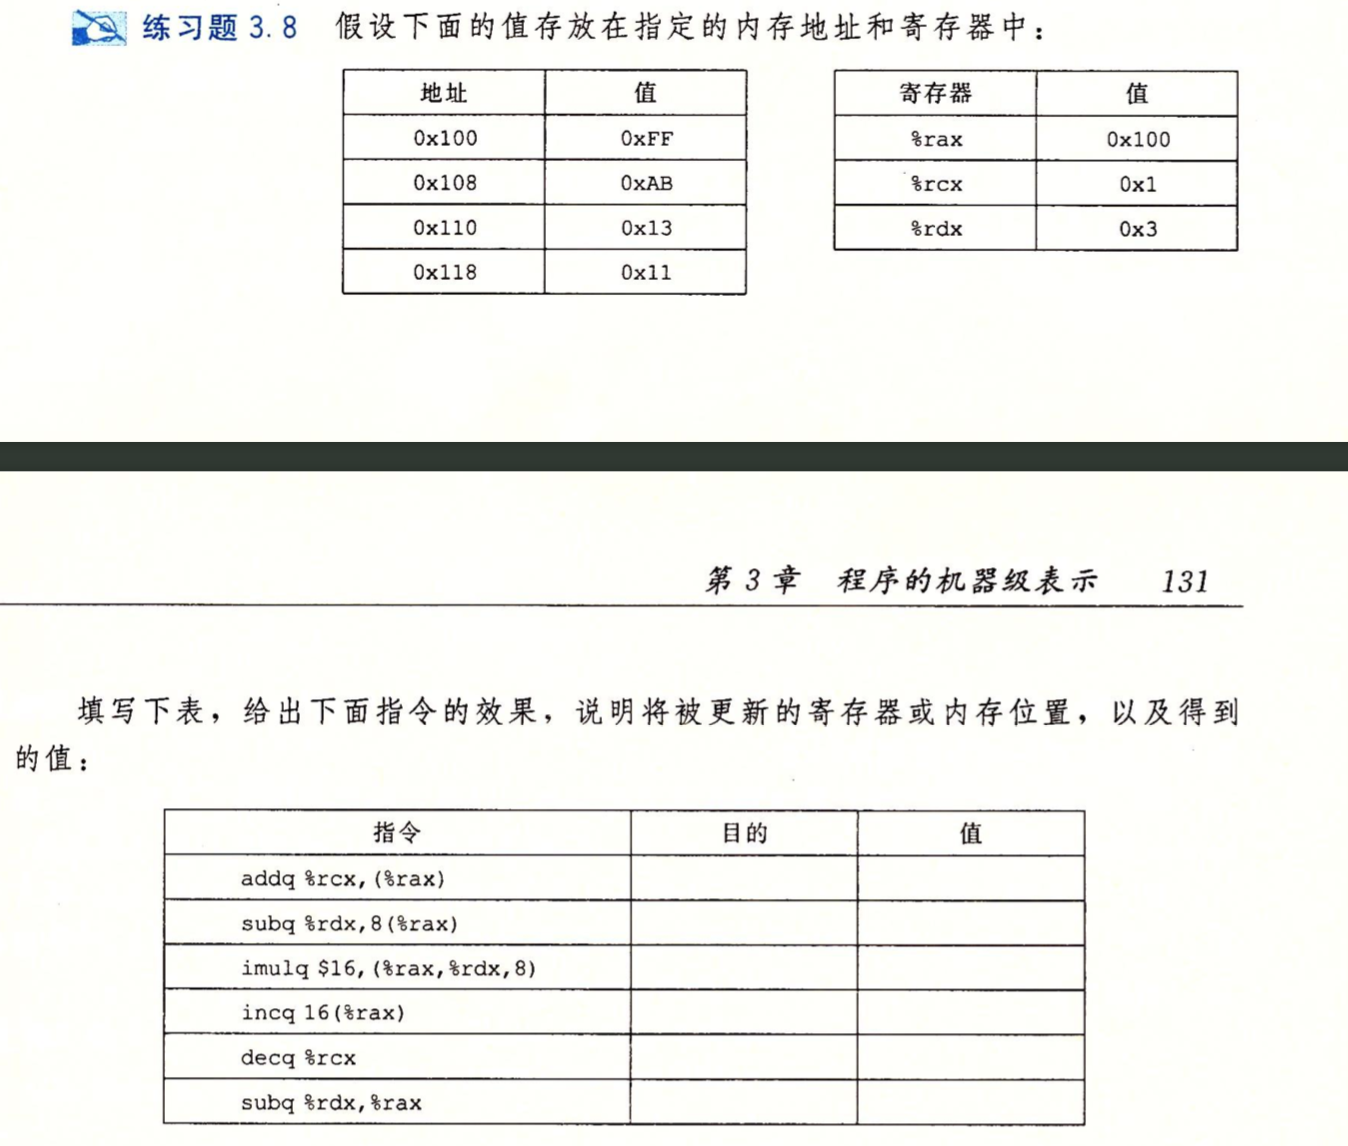 练习题 3.8 假设下面的值存放在指定的内存地址和寄存器中：
地址 值
0x100 0xFF
0x108 0xAB
0x110 0x13
0x118 0x11
寄存器 值
%rax 0x100
%rcx 0x1
%rdx 0x3
第 3 章 程序的机器级表示 131
填写下表，给出下面指令的效果，说明将被更新的寄存器或内存位置，以及得到
的值：
指令 目的 值
addq %rcx,(%rax)
subq %rdx,8(%rax)
imulq $16,(%rax,%rdx,8)
incq 16(%rax)
decq %rcx
subq %rdx,%rax